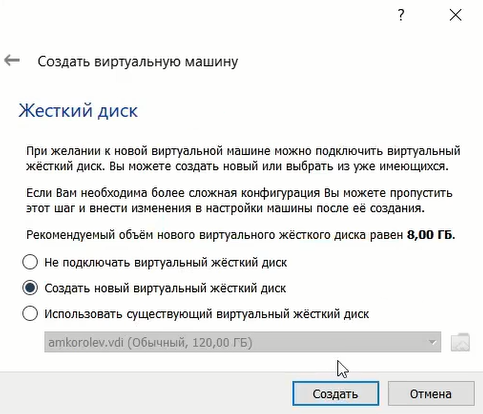 ?
Создать виртуальную машину
Жесткий диск
При желании к новой виртуальной машине можно подключить виртуальный
жёсткий диск. Вы можете создать новый или выбрать из уже имеющихся.
Если Вам необходима более сложная конфигурация Вы можете пропустить
этот шаг и внести изменения в настройки машины после её создания.
Рекомендуемый объём нового виртуального жёсткого диска равен 8,00 ГБ.
Не подключать виртуальный жёсткий диск
Создать новый виртуальный жёсткий диск
Использовать существующий виртуальный жёсткий диск
amkorolev.vdi (Обычный, 120,00 ГБ)
Создать Отмена